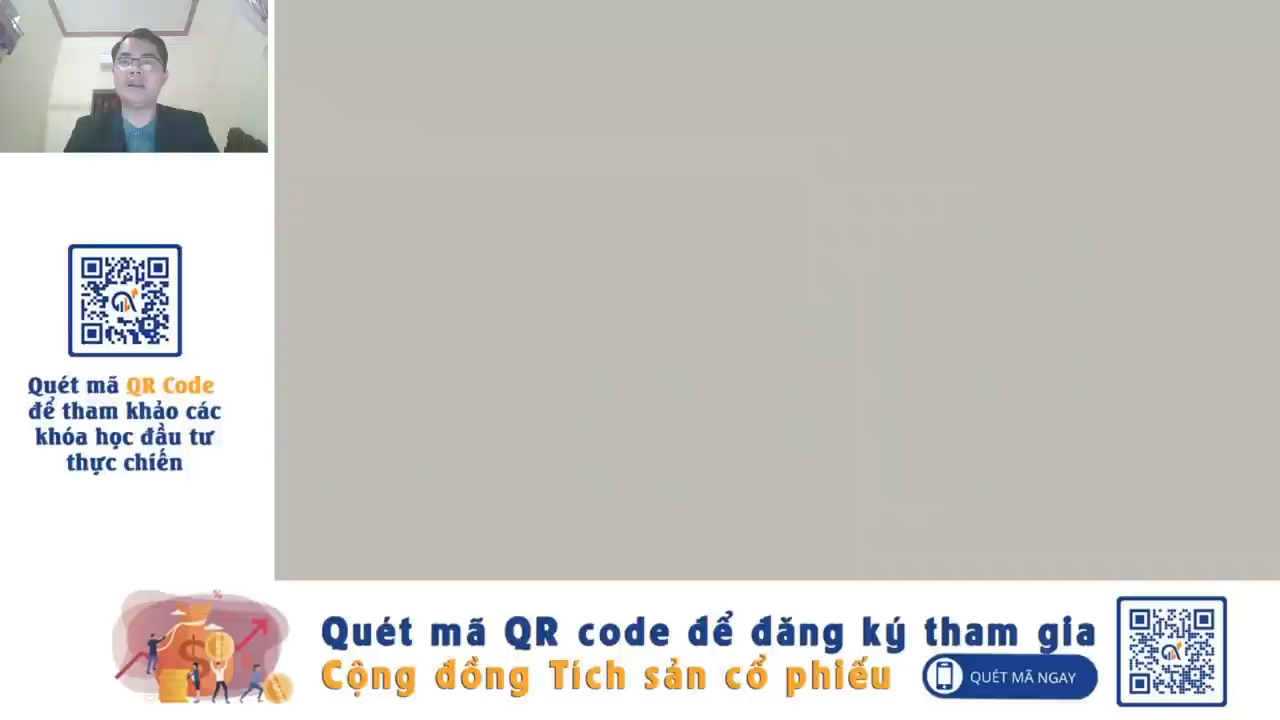 Quét mã QR Code
để tham khảo các
khóa học đầu tư
thực chiến
Quét mã QR code để đăng ký tham gia
Cộng đồng Tích sản cổ phiếu
QUÉT MÃ NGAY